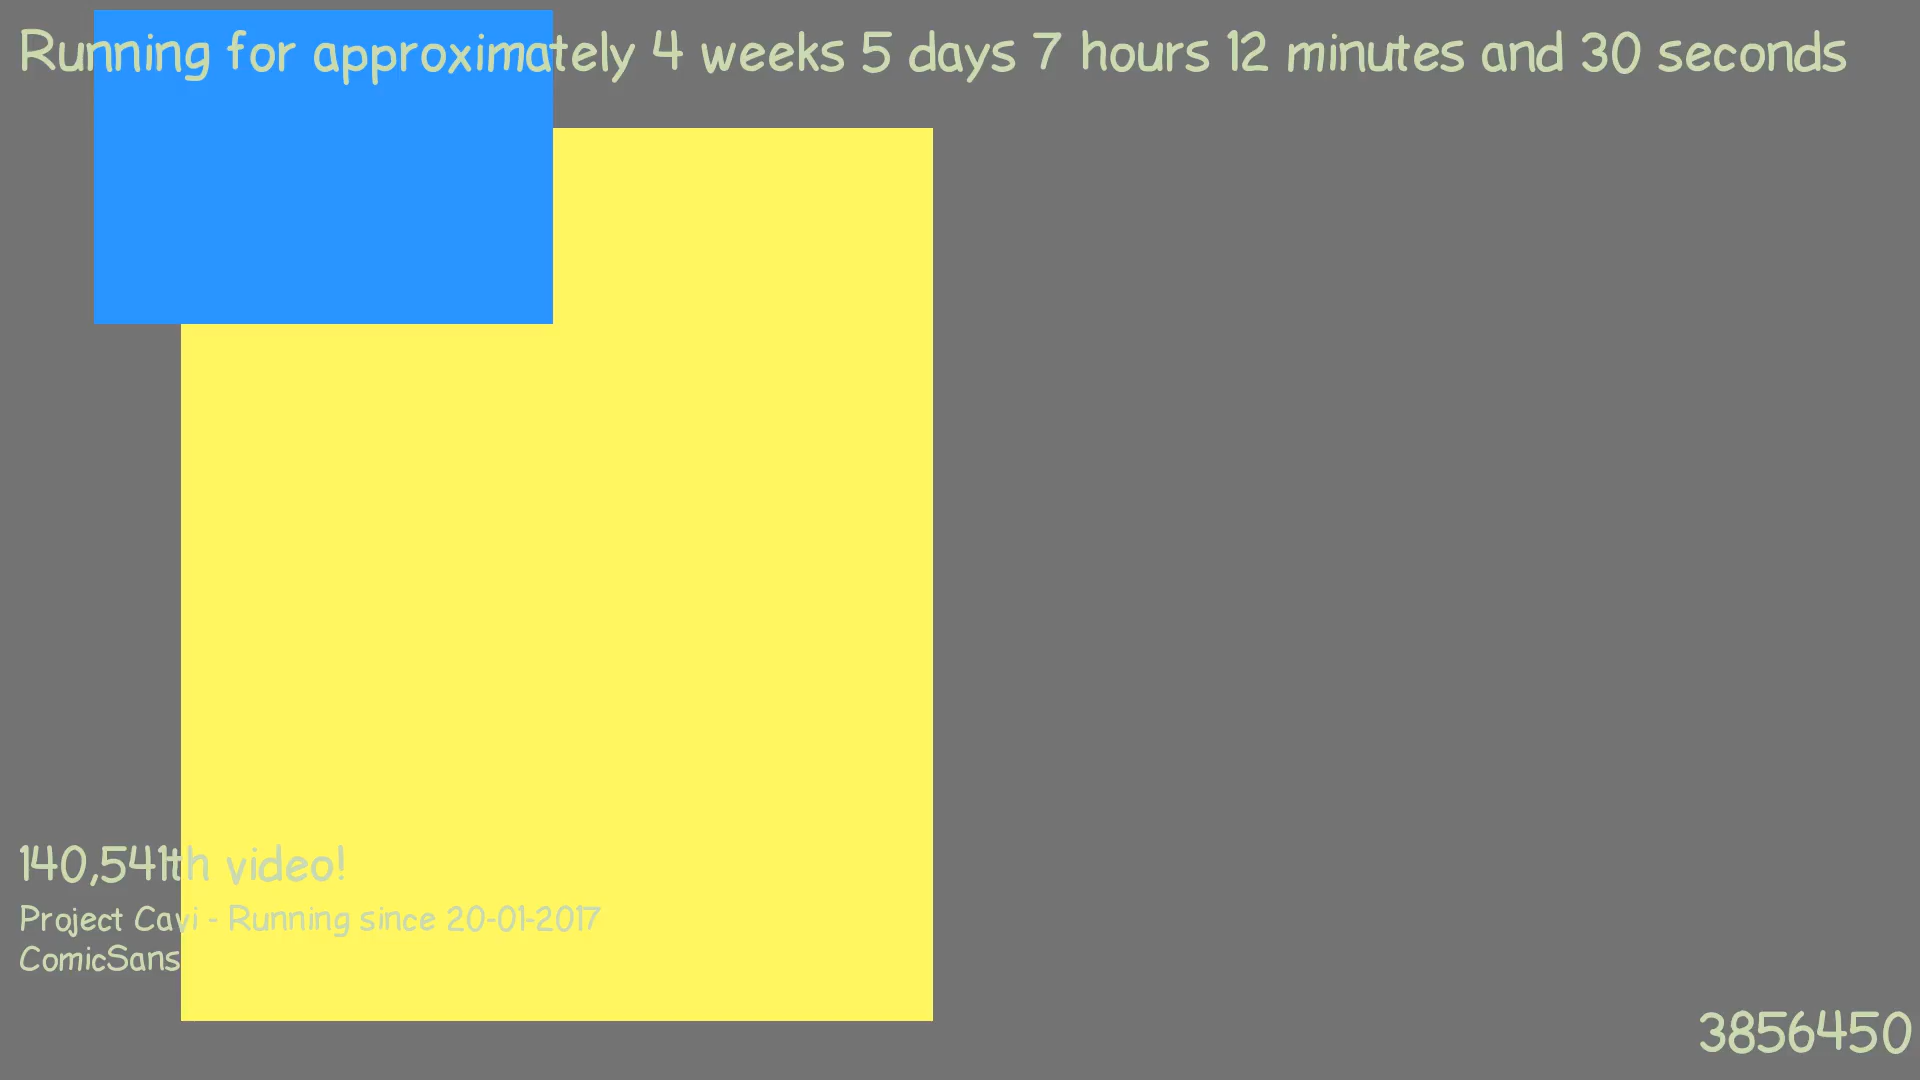 Running for approximately 4 weeks 5 days 7 hours 12 minutes and 30 seconds
140,541th video!
Project Cavi - Running since 20-01-2017
ComicSans
3856450